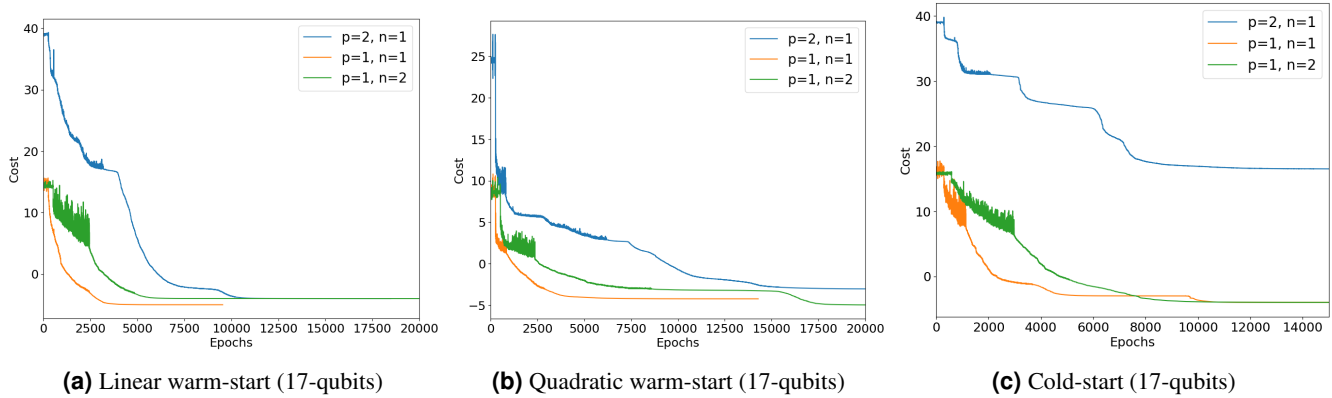 40
30
20
10
0
Cost
0 2500 5000 7500 10000 12500 15000 17500 20000
Epochs
p=2, n=1
p=1, n=1
p=1, n=2
(a) Linear warm-start (17-qubits)
25
20
15
10
5
0
−5
Cost
0 2500 5000 7500 10000 12500 15000 17500 20000
Epochs
p=2, n=1
p=1, n=1
p=1, n=2
(b) Quadratic warm-start (17-qubits)
40
30
20
10
0
Cost
0 2000 4000 6000 8000 10000 12000 14000
Epochs
p=2, n=1
p=1, n=1
p=1, n=2
(c) Cold-start (17-qubits)